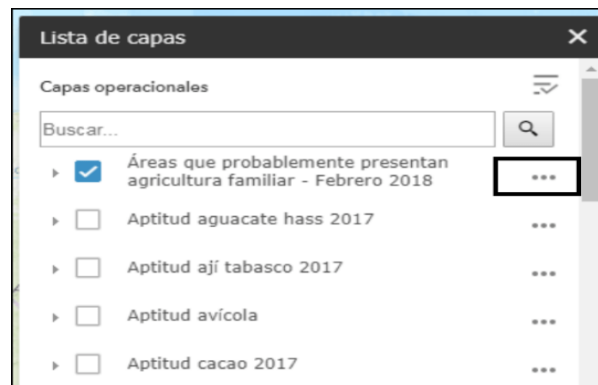 Lista de capas
Capas operacionales
Buscar...
Áreas que probablemente presentan
agricultura familiar - Febrero 2018
Aptitud aguacate hass 2017
Aptitud ají tabasco 2017
Aptitud avícola
Aptitud cacao 2017